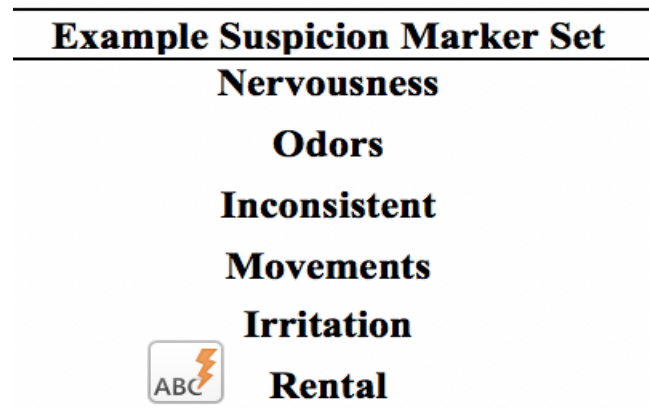 Example Suspicion Marker Set
Nervousness
Odors
Inconsistent
Movements
Irritation
ABC
Rental